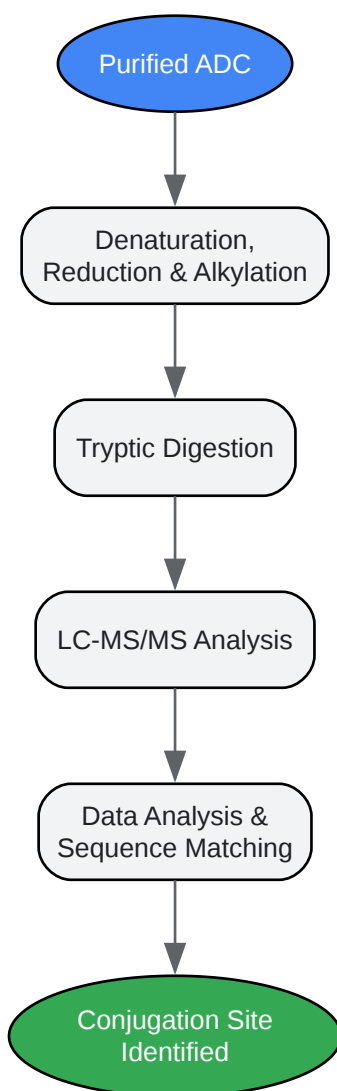 Purified ADC
Denaturation,
Reduction & Alkylation
Tryptic Digestion
LC-MS/MS Analysis
Data Analysis &
Sequence Matching
Conjugation Site
Identified